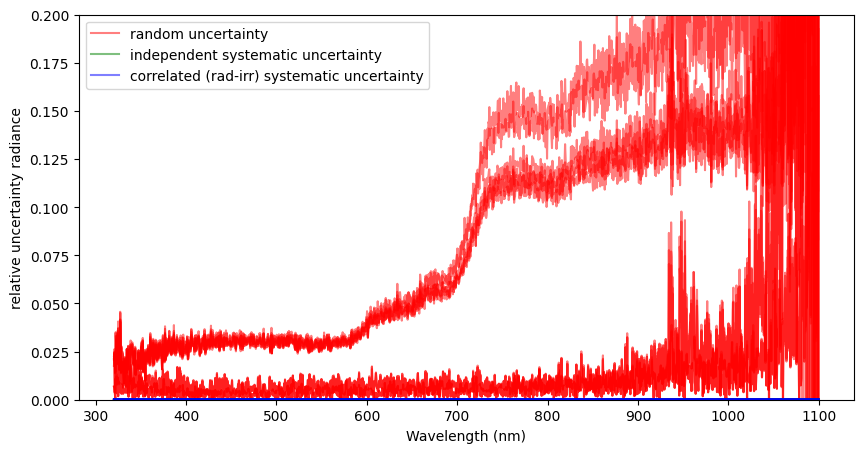 random uncertainty
independent systematic uncertainty
correlated (rad-irr) systematic uncertainty
relative uncertainty radiance
0.200
0.175
0.150
0.125
0.100
0.075
0.050
0.025
0.000
300 400 500 600 700 800 900 1000 1100
Wavelength (nm)